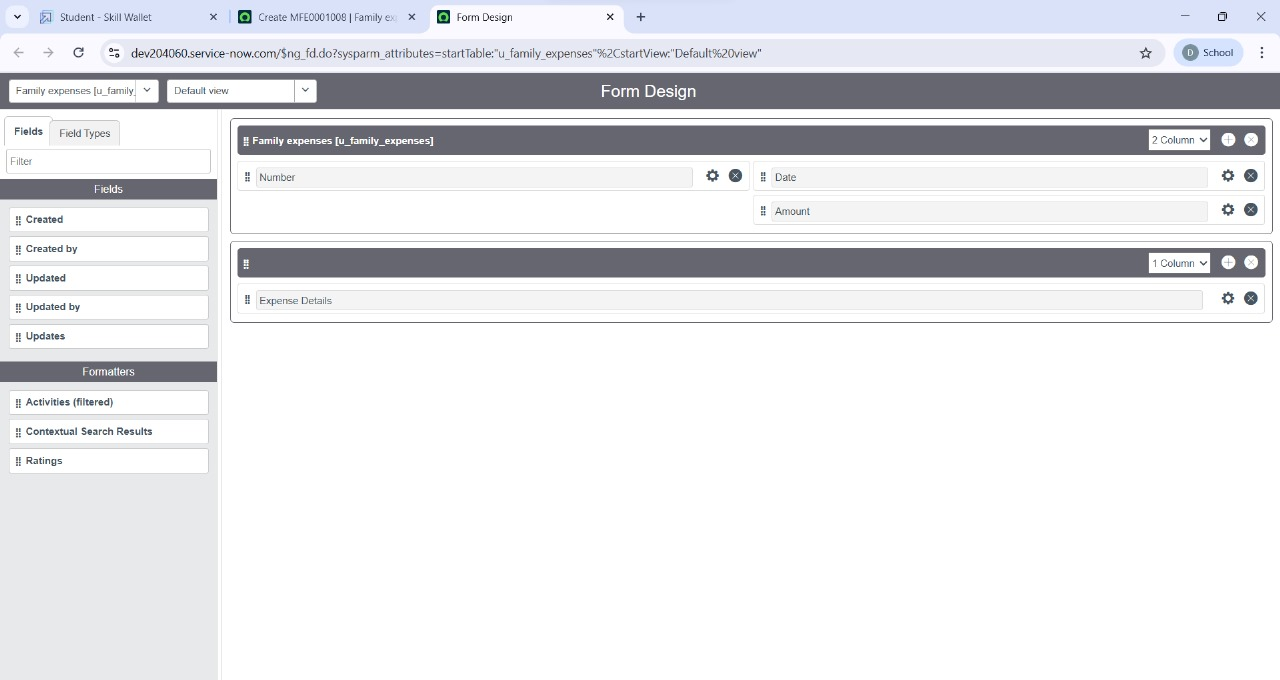 Student - Skill Wallet
Create MFE0001008 | Family ex
Form Design
dev204060.service-now.com/$ng_fd.do?sysparm_attributes=startTable:"u_family_expenses"%2CstartView:"Default%20view"
D School
Family expenses [u_family_
Default view
Form Design
Fields
Field Types
Filter
Fields
Created
Created by
Updated
Updated by
Updates
Formatters
Activities (filtered)
Contextual Search Results
Ratings
Family expenses [u_family_expenses]
2 Column
Number
Date
Amount
1 Column
Expense Details